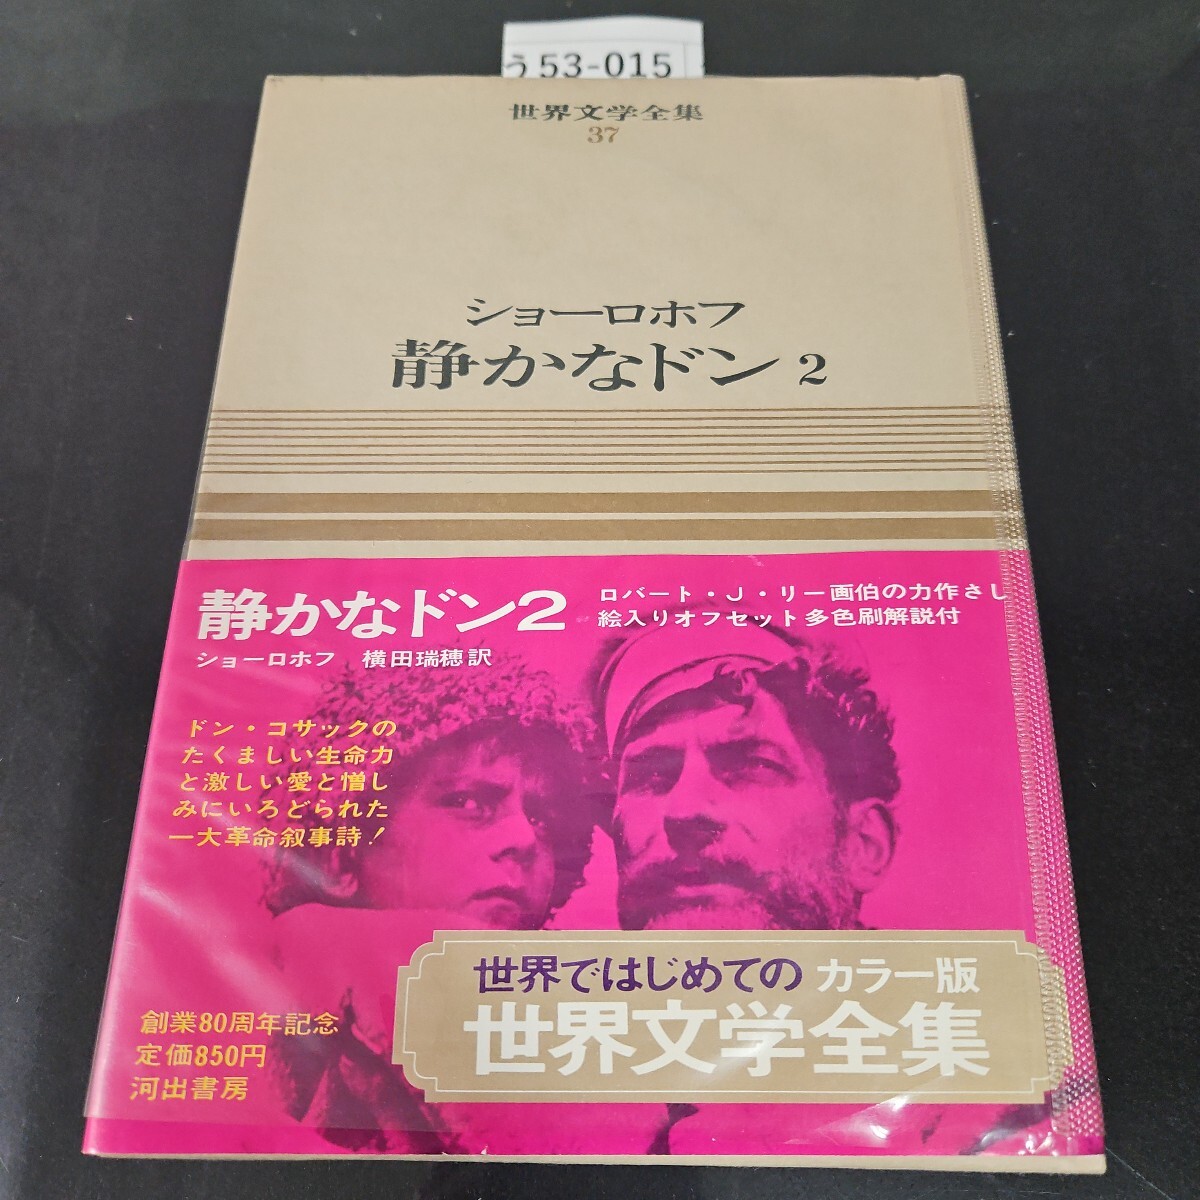 う53-015
世界文学全集
37
ショーロホフ
静かなドン 2
静かなドン2
ショーロホフ 横田瑞穂訳
ロバート・J・リー画伯の力作さし
絵入りオフセット多色刷解説付
ドン・コサックの
たくましい生命力
と激しい愛と憎し
みにいろどられた
一大革命叙事詩!
世界ではじめての カラー版
世界文学全集
創業80周年記念
定価850円
河出書房